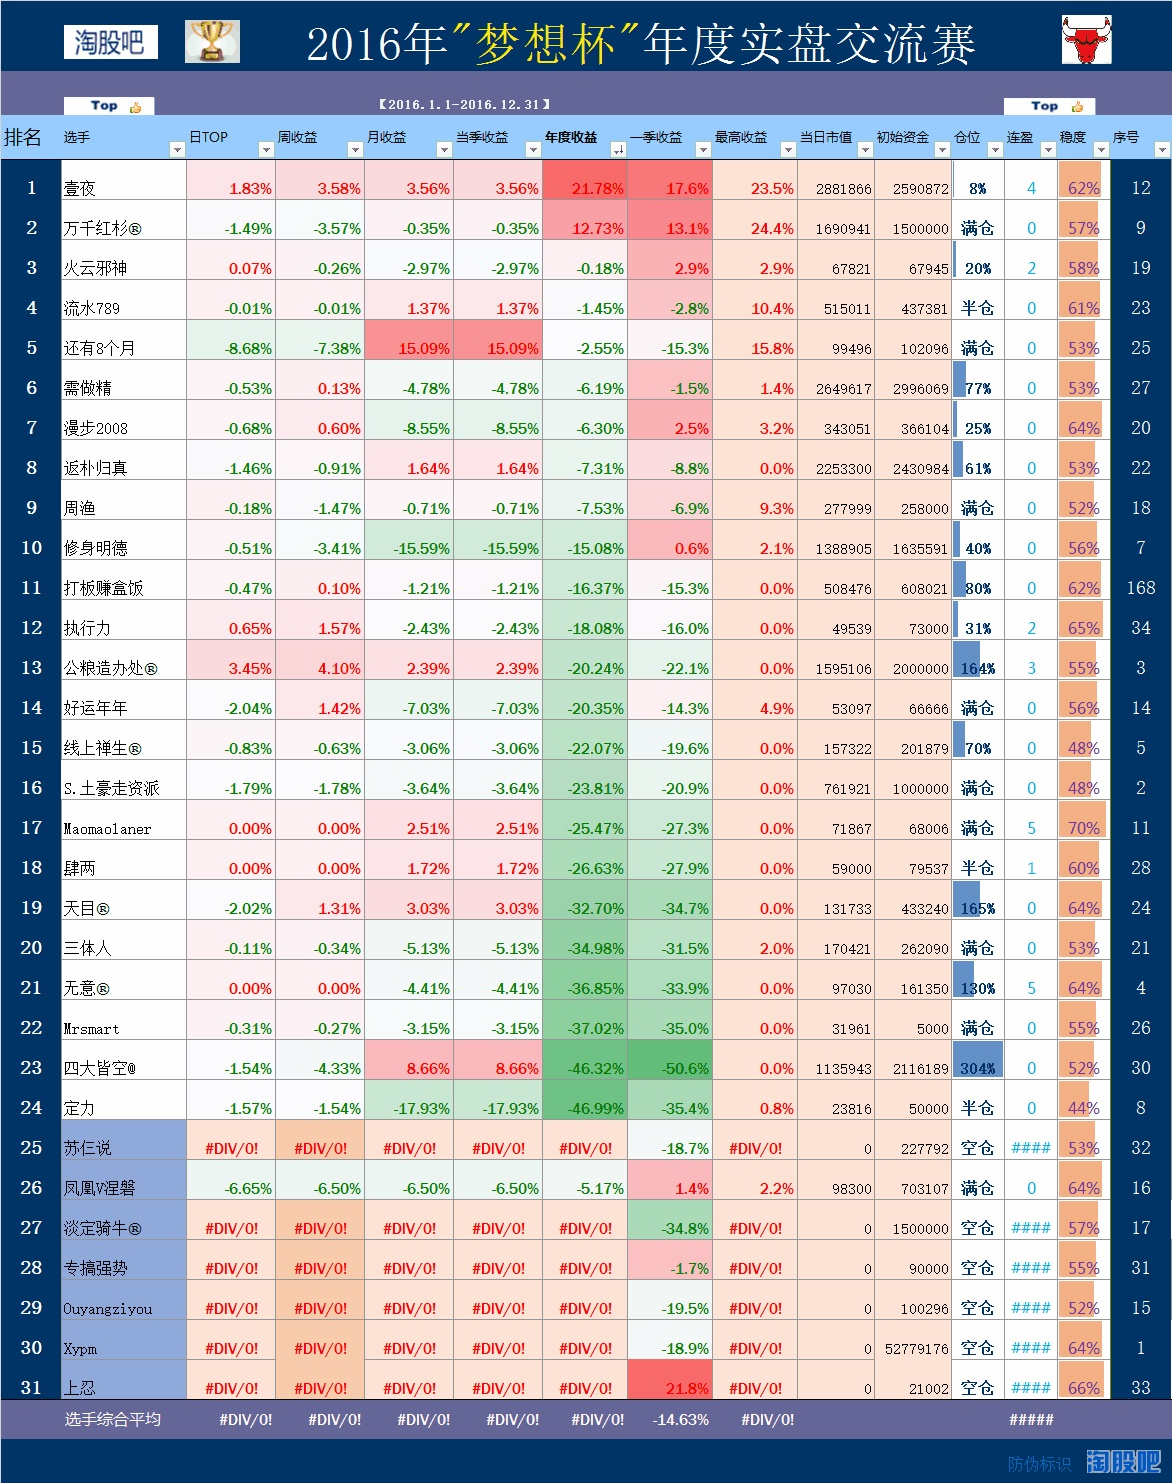 淘股吧 2016年"梦想杯"年度实盘交流赛
Top 【2016.1.1-2016.12.31】 Top
排名 选手 日TOP 周收益 月收益 当季收益 年度收益 一季收益 最高收益 当日市值 初始资金 仓位 连盈 稳度 序号
1 壹夜 1.83% 3.58% 3.56% 3.56% 21.78% 17.6% 23.5% 2881866 2590872 8% 4 62% 12
2 万千红杉® -1.49% -3.57% -0.35% -0.35% 12.73% 13.1% 24.4% 1690941 1500000 满仓 0 57% 9
3 火云邪神 0.07% -0.26% -2.97% -2.97% -0.18% 2.9% 2.9% 67821 67945 20% 2 58% 19
4 流水789 -0.01% -0.01% 1.37% 1.37% -1.45% -2.8% 10.4% 515011 437381 半仓 0 61% 23
5 还有8个月 -8.68% -7.38% 15.09% 15.09% -2.55% -15.3% 15.8% 99496 102096 满仓 0 53% 25
6 需做精 -0.53% 0.13% -4.78% -4.78% -6.19% -1.5% 1.4% 2649617 2996069 77% 0 53% 27
7 漫步2008 -0.68% 0.60% -8.55% -8.55% -6.30% 2.5% 3.2% 343051 366104 25% 0 64% 20
8 返朴归真 -1.46% -0.91% 1.64% 1.64% -7.31% -8.8% 0.0% 2253300 2430984 61% 0 53% 22
9 周渔 -0.18% -1.47% -0.71% -0.71% -7.53% -6.9% 9.3% 277999 258000 满仓 0 52% 18
10 修身明德 -0.51% -3.41% -15.59% -15.59% -15.08% 0.6% 2.1% 1388905 1635591 40% 0 56% 7
11 打板赚盒饭 -0.47% 0.10% -1.21% -1.21% -16.37% -15.3% 0.0% 508476 608021 80% 0 62% 168
12 执行力 0.65% 1.57% -2.43% -2.43% -18.08% -16.0% 0.0% 49539 73000 31% 2 65% 34
13 公粮造办处® 3.45% 4.10% 2.39% 2.39% -20.24% -22.1% 0.0% 1595106 2000000 164% 3 55% 3
14 好运年年 -2.04% 1.42% -7.03% -7.03% -20.35% -14.3% 4.9% 53097 66666 满仓 0 56% 14
15 线上禅生® -0.83% -0.63% -3.06% -3.06% -22.07% -19.6% 0.0% 157322 201879 70% 0 48% 5
16 S.土豪走资派 -1.79% -1.78% -3.64% -3.64% -23.81% -20.9% 0.0% 761921 1000000 满仓 0 48% 2
17 Maomaolaner 0.00% 0.00% 2.51% 2.51% -25.47% -27.3% 0.0% 71867 68006 满仓 5 70% 11
18 肆两 0.00% 0.00% 1.72% 1.72% -26.63% -27.9% 0.0% 59000 79537 半仓 1 60% 28
19 天目® -2.02% 1.31% 3.03% 3.03% -32.70% -34.7% 0.0% 131733 433240 165% 0 64% 24
20 三体人 -0.11% -0.34% -5.13% -5.13% -34.98% -31.5% 2.0% 170421 262090 满仓 0 53% 21
21 无意® 0.00% 0.00% -4.41% -4.41% -36.85% -33.9% 0.0% 97030 161350 130% 5 64% 4
22 Mrsmart -0.31% -0.27% -3.15% -3.15% -37.02% -35.0% 0.0% 31961 5000 满仓 0 55% 26
23 四大皆空@ -1.54% -4.33% 8.66% 8.66% -46.32% -50.6% 0.0% 1135943 2116189 304% 0 52% 30
24 定力 -1.57% -1.54% -17.93% -17.93% -46.99% -35.4% 0.8% 23816 50000 半仓 0 44% 8
25 苏仨说 #DIV/0! #DIV/0! #DIV/0! #DIV/0! #DIV/0! -18.7% #DIV/0! 0 227792 空仓 #### 53% 32
26 凤凰V涅磐 -6.65% -6.50% -6.50% -6.50% -5.17% 1.4% 2.2% 98300 703107 满仓 0 64% 16
27 淡定骑牛® #DIV/0! #DIV/0! #DIV/0! #DIV/0! #DIV/0! -34.8% #DIV/0! 0 1500000 空仓 #### 57% 17
28 专搞强势 #DIV/0! #DIV/0! #DIV/0! #DIV/0! #DIV/0! -1.7% #DIV/0! 0 90000 空仓 #### 55% 31
29 Ouyangziyou #DIV/0! #DIV/0! #DIV/0! #DIV/0! #DIV/0! -19.5% #DIV/0! 0 100296 空仓 #### 52% 15
30 Xypm #DIV/0! #DIV/0! #DIV/0! #DIV/0! #DIV/0! -18.9% #DIV/0! 0 52779176 空仓 #### 64% 1
31 上忍 #DIV/0! #DIV/0! #DIV/0! #DIV/0! #DIV/0! 21.8% #DIV/0! 0 21002 空仓 #### 66% 33
选手综合平均 #DIV/0! #DIV/0! #DIV/0! #DIV/0! #DIV/0! -14.63% #DIV/0! #####
防伪标识 淘股吧